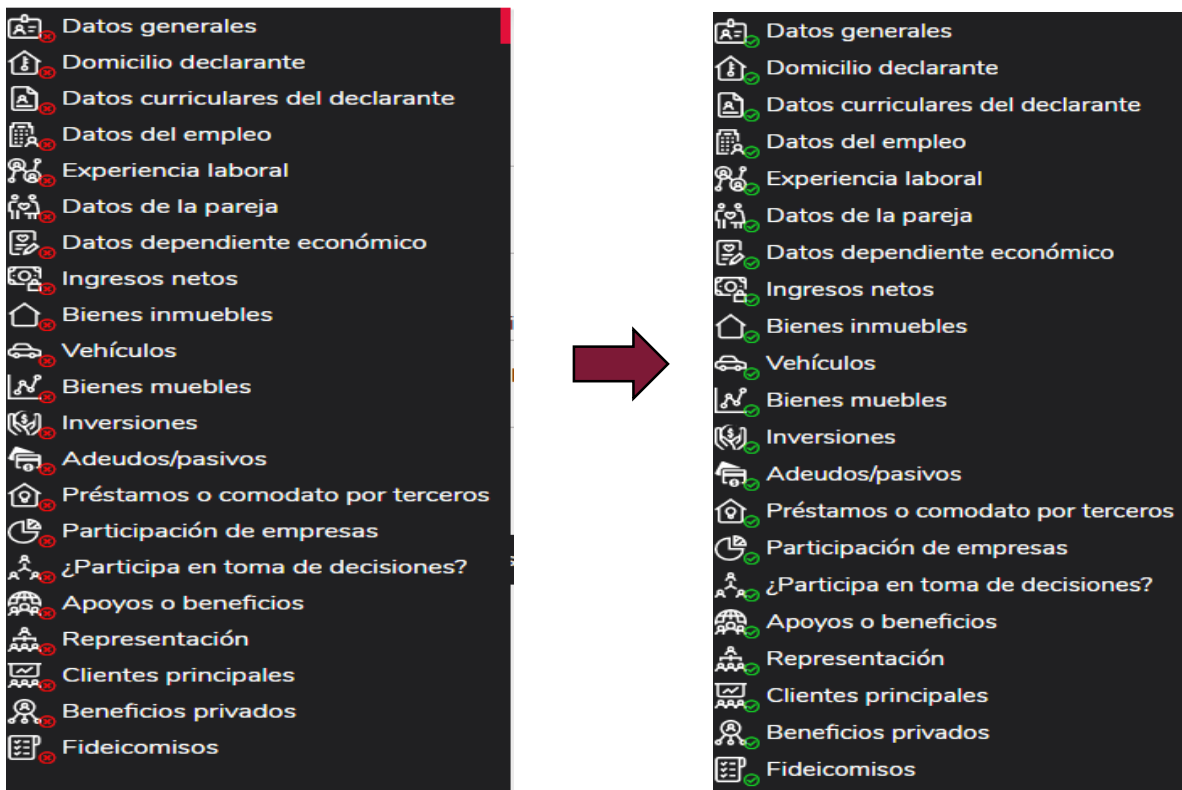 Datos generales
Domicilio declarante
Datos curriculares del declarante
Datos del empleo
Experiencia laboral
Datos de la pareja
Datos dependiente económico
Ingresos netos
Bienes inmuebles
Vehículos
Bienes muebles
Inversiones
Adeudos/pasivos
Préstamos o comodato por terceros
Participación de empresas
¿Participa en toma de decisiones?
Apoyos o beneficios
Representación
Clientes principales
Beneficios privados
Fideicomisos
Datos generales
Domicilio declarante
Datos curriculares del declarante
Datos del empleo
Experiencia laboral
Datos de la pareja
Datos dependiente económico
Ingresos netos
Bienes inmuebles
Vehículos
Bienes muebles
Inversiones
Adeudos/pasivos
Préstamos o comodato por terceros
Participación de empresas
¿Participa en toma de decisiones?
Apoyos o beneficios
Representación
Clientes principales
Beneficios privados
Fideicomisos